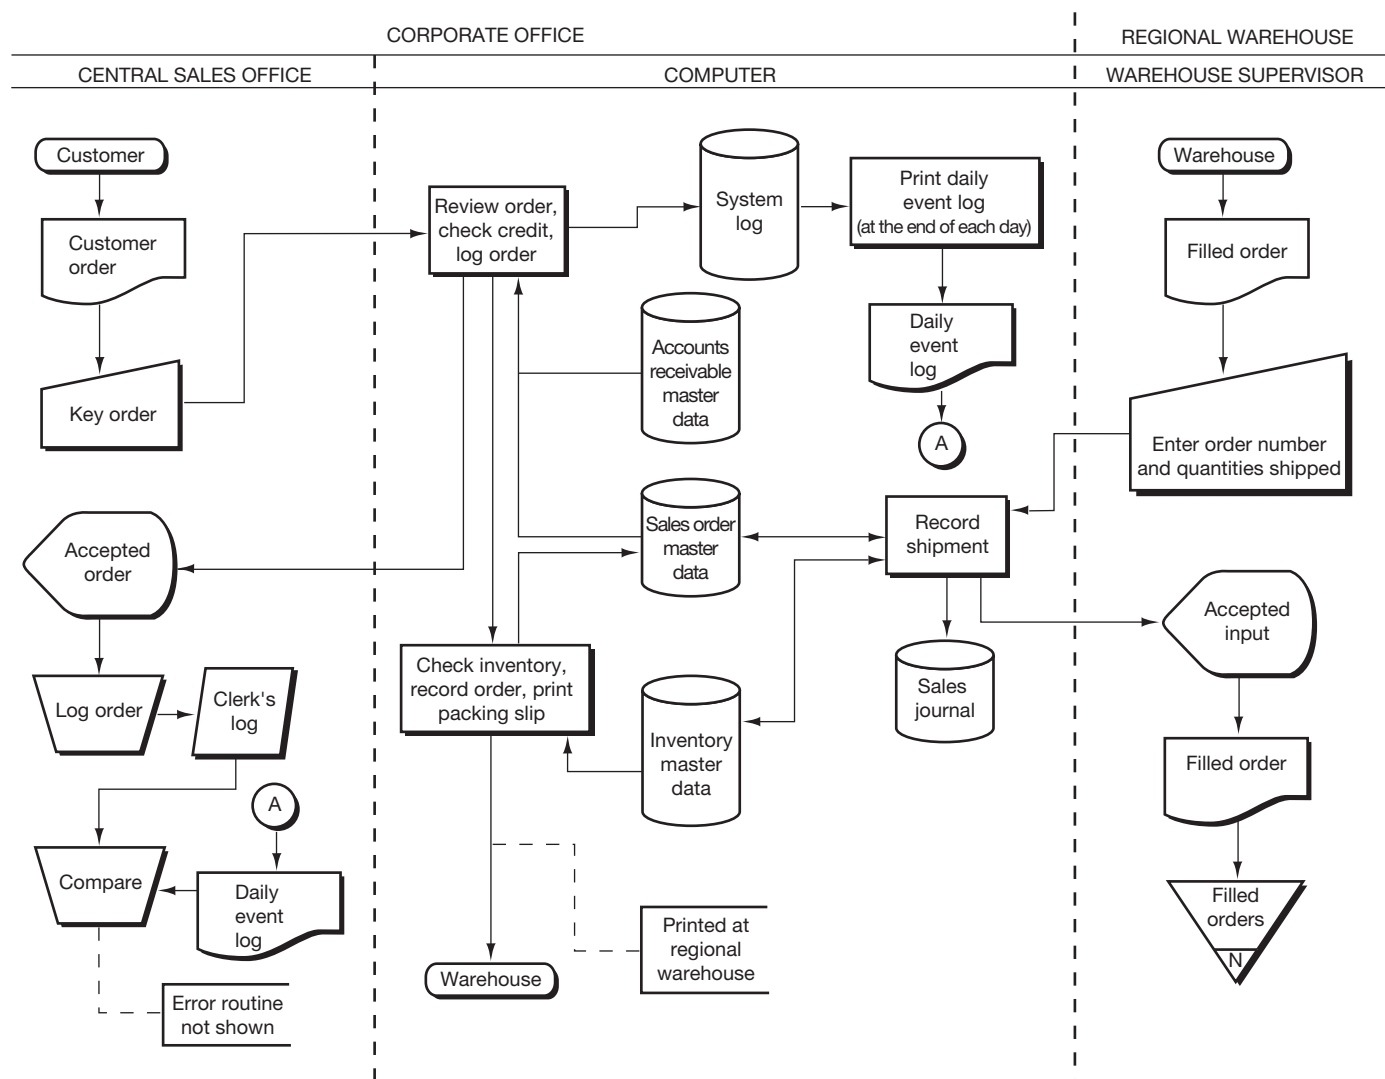 CORPORATE OFFICE
REGIONAL WAREHOUSE
CENTRAL SALES OFFICE
COMPUTER
WAREHOUSE SUPERVISOR
Customer
Customer
order
Key order
Accepted
order
Log order
Clerk's
log
A
Compare
Daily
event
log
Error routine
not shown
Review order,
check credit,
log order
System
log
Print daily
event log
(at the end of each day)
Accounts
receivable
master
data
Daily
event
log
A
Sales order
master
data
Record
shipment
Check inventory,
record order, print
packing slip
Inventory
master
data
Sales
journal
Printed at
regional
warehouse
Warehouse
Warehouse
Filled order
Enter order number
and quantities shipped
Accepted
input
Filled order
Filled
orders
N